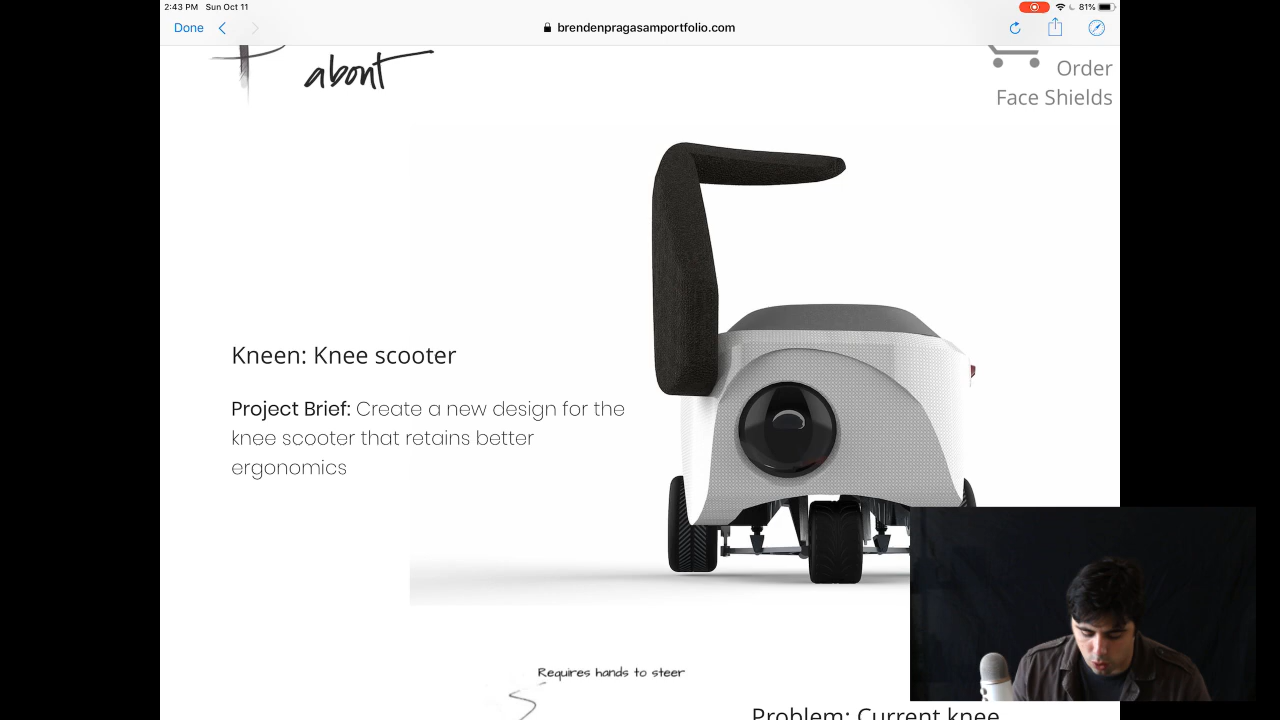 2:43 PM Sun Oct 11
81%
Done
brendenpragasamportfolio.com
about
Order
Face Shields
Kneen: Knee scooter
Project Brief: Create a new design for the
knee scooter that retains better
ergonomics
Requires hands to steer
Problem: Current knee